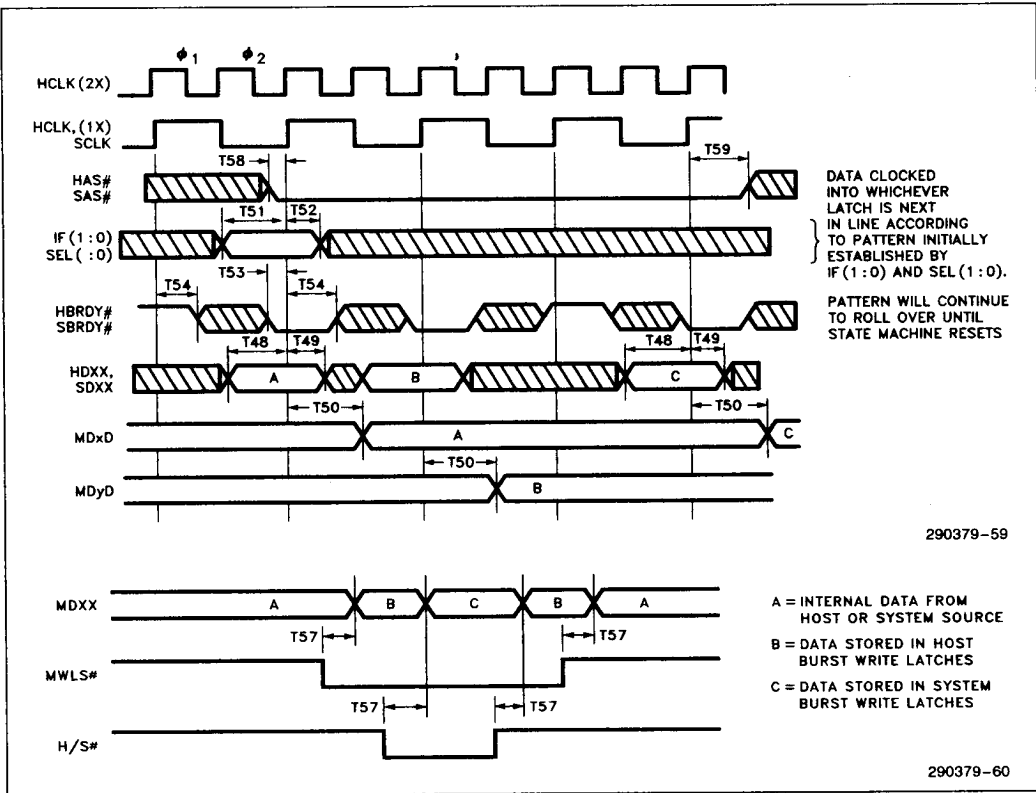 ϕ1 ϕ2
HCLK (2X)
HCLK, (1X)
SCLK
T58
T59
HAS#
SAS#
T51 T52
IF (1 : 0)
SEL ( :0)
T53
T54
T54
HBRDY#
SBRDY#
T48 T49
T48 T49
HDXX,
SDXX
A
B
C
T50
T50
MDxD
A
C
T50
MDyD
B
DATA CLOCKED
INTO WHICHEVER
LATCH IS NEXT
IN LINE ACCORDING
TO PATTERN INITIALLY
ESTABLISHED BY
IF (1:0) AND SEL (1:0).
PATTERN WILL CONTINUE
TO ROLL OVER UNTIL
STATE MACHINE RESETS
290379-59
MDXX
A
B
C
B
A
T57
T57
MWLS#
T57
T57
H/S#
A = INTERNAL DATA FROM
HOST OR SYSTEM SOURCE
B = DATA STORED IN HOST
BURST WRITE LATCHES
C = DATA STORED IN SYSTEM
BURST WRITE LATCHES
290379-60